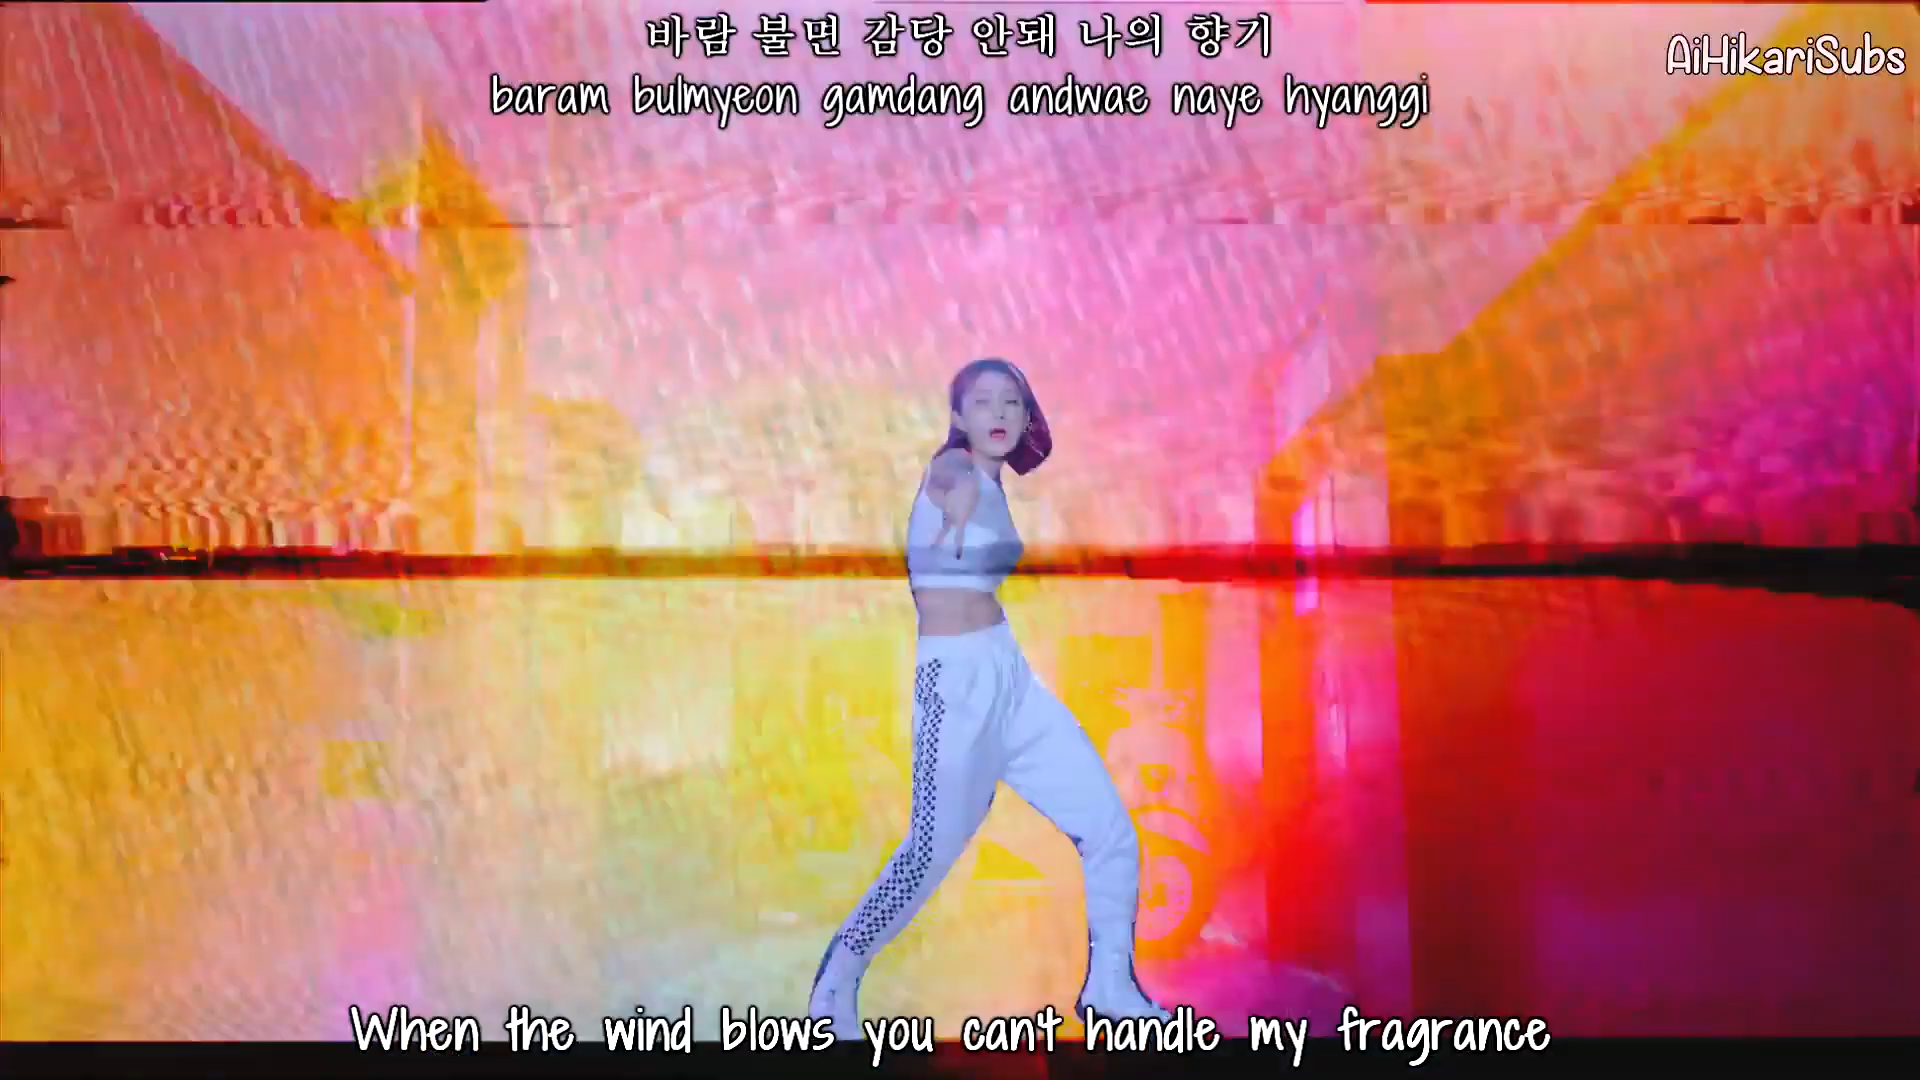 바람 불면 감당 안돼 나의 향기
AiHikariSubs
baram bulmyeon gamdang andwae naye hyanggi
When the wind blows you can't handle my fragrance